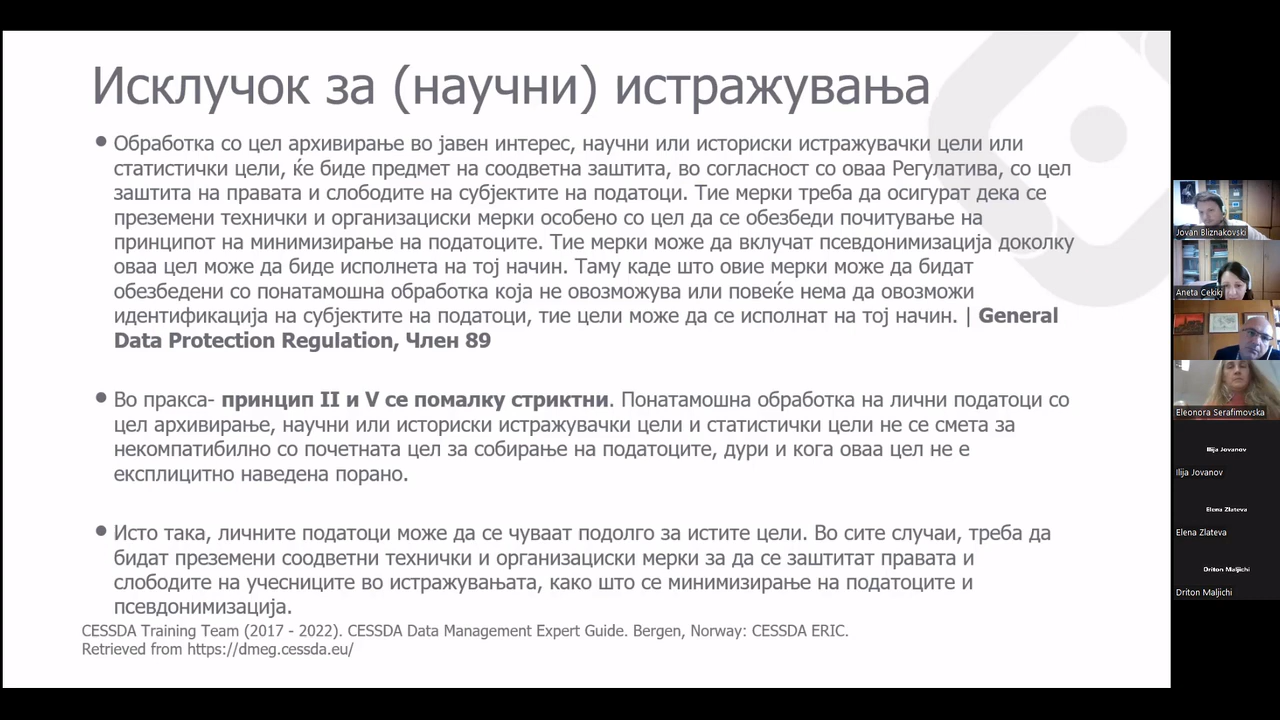 Исклучок за (научни) истражувања
• Обработка со цел архивирање во јавен интерес, научни или историски истражувачки цели или
статистички цели, ќе биде предмет на соодветна заштита, во согласност со оваа Регулатива, со цел
заштита на правата и слободите на субјектите на податоци. Тие мерки треба да осигурат дека се
преземени технички и организациски мерки особено со цел да се обезбеди почитување на
принципот на минимизирање на податоците. Тие мерки може да вклучат псевдонимизација доколку
оваа цел може да биде исполнета на тој начин. Таму каде што овие мерки може да бидат
обезбедени со понатамошна обработка која не овозможува или повеќе нема да овозможи
идентификација на субјектите на податоци, тие цели може да се исполнат на тој начин. | General
Data Protection Regulation, Член 89
• Во пракса- принцип II и V се помалку стриктни. Понатамошна обработка на лични податоци со
цел архивирање, научни или историски истражувачки цели и статистички цели не се смета за
некомпатибилно со почетната цел за собирање на податоците, дури и кога оваа цел не е
експлицитно наведена порано.
• Исто така, личните податоци може да се чуваат подолго за истите цели. Во сите случаи, треба да
бидат преземени соодветни технички и организациски мерки за да се заштитат правата и
слободите на учесниците во истражувањата, како што се минимизирање на податоците и
псевдонимизација.
CESSDA Training Team (2017 - 2022). CESSDA Data Management Expert Guide. Bergen, Norway: CESSDA ERIC.
Retrieved from https://dmeg.cessda.eu/
Jovan Bliznakovski
Aneta Cekikj
Eleonora Serafimovska
Ilija Jovanov
Ilija Jovanov
Elena Zlateva
Elena Zlateva
Driton Maljichi
Driton Maljichi